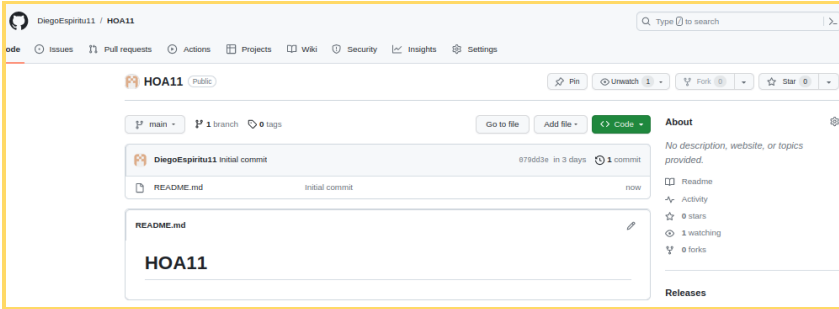 DiegoEspiritu11 / HOA11
Type / to search
ode Issues Pull requests Actions Projects Wiki Security Insights Settings
HOA11 Public Pin Unwatch 1 Fork 0 Star 0
main 1 branch 0 tags Go to file Add file Code About
No description, website, or topics
provided.
DiegoEspiritu11 Initial commit 079dd3e in 3 days 1 commit
README.md Initial commit now
Readme
Activity
0 stars
1 watching
0 forks
README.md
HOA11
Releases